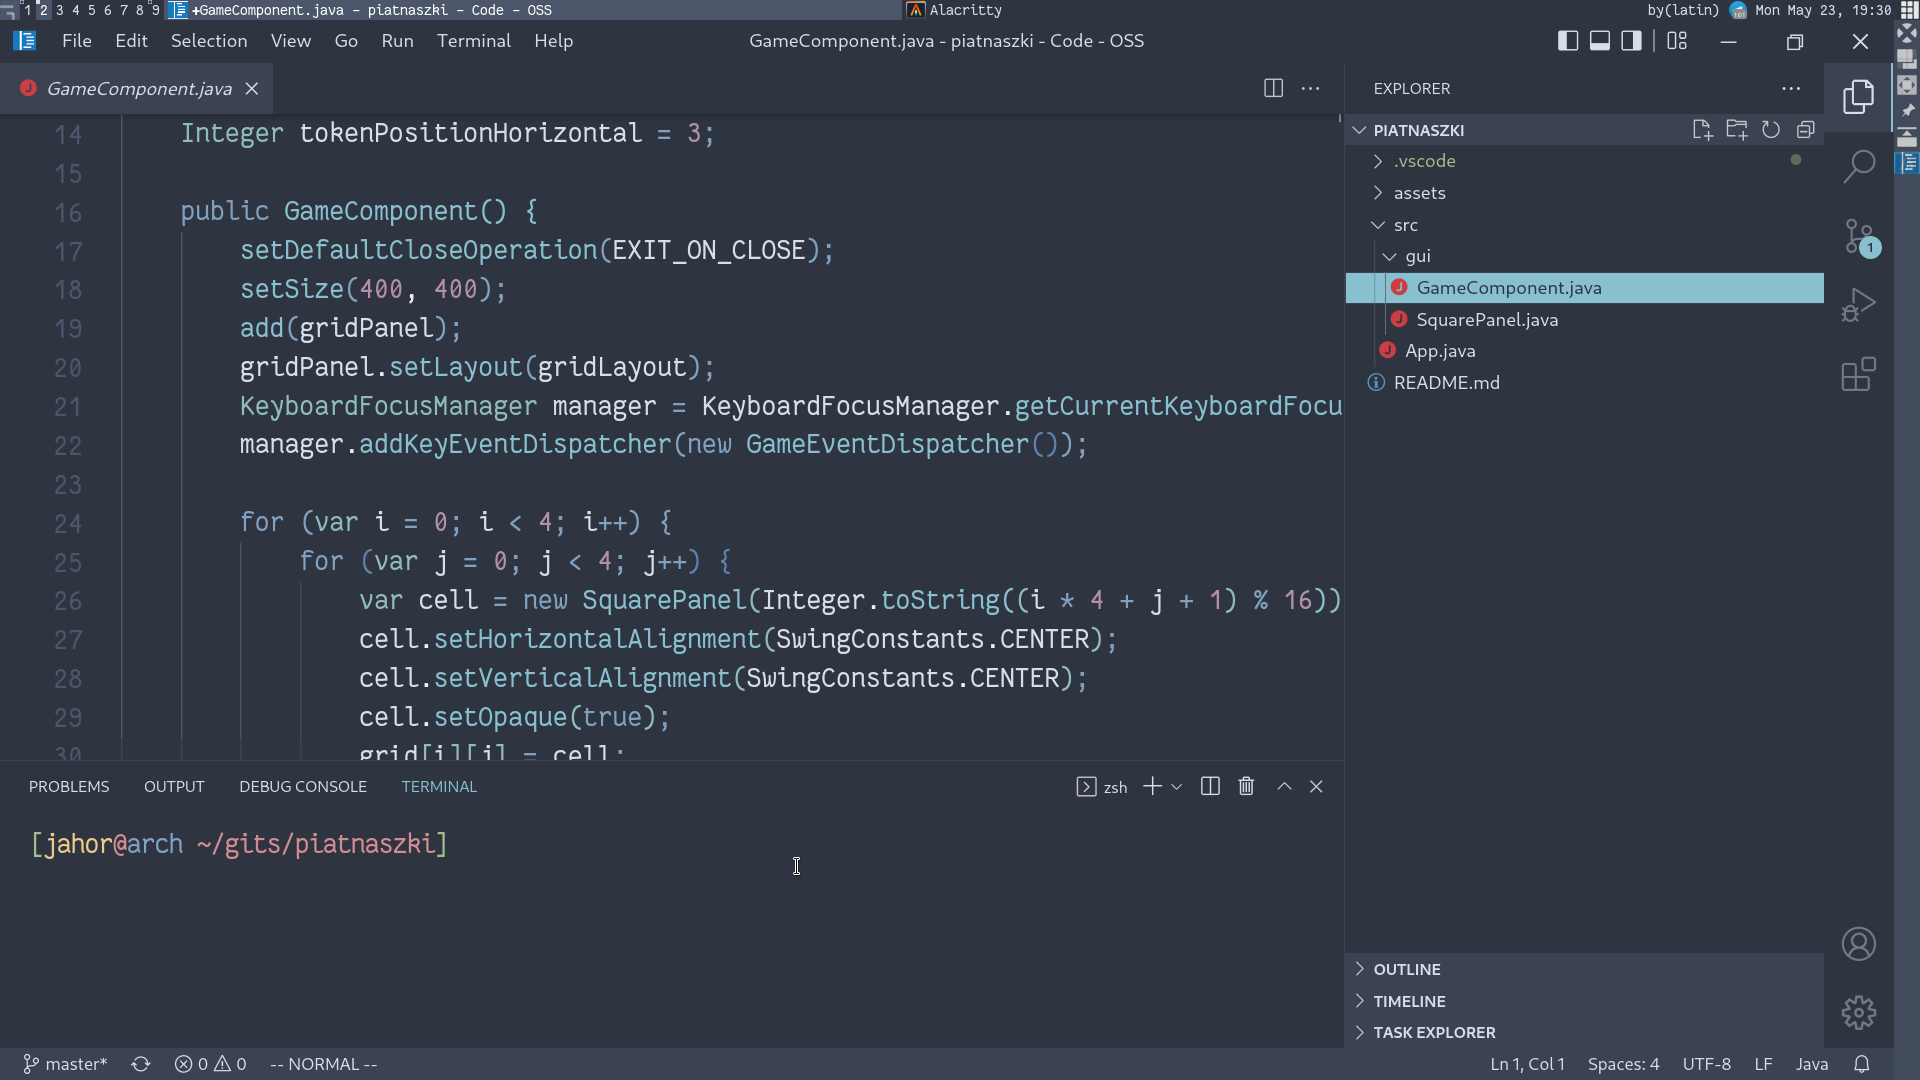 1 2 3 4 5 6 7 8 9 +GameComponent.java - piatnaszki - Code - OSS
Alacritty
by(latin) Mon May 23, 19:30
File Edit Selection View Go Run Terminal Help
GameComponent.java - piatnaszki - Code - OSS
GameComponent.java
14 Integer tokenPositionHorizontal = 3;
15
16 public GameComponent() {
17 setDefaultCloseOperation(EXIT_ON_CLOSE);
18 setSize(400, 400);
19 add(gridPanel);
20 gridPanel.setLayout(gridLayout);
21 KeyboardFocusManager manager = KeyboardFocusManager.getCurrentKeyboardFocu
22 manager.addKeyEventDispatcher(new GameEventDispatcher());
23
24 for (var i = 0; i < 4; i++) {
25 for (var j = 0; j < 4; j++) {
26 var cell = new SquarePanel(Integer.toString((i * 4 + j + 1) % 16))
27 cell.setHorizontalAlignment(SwingConstants.CENTER);
28 cell.setVerticalAlignment(SwingConstants.CENTER);
29 cell.setOpaque(true);
30 grid[i][j] = cell;
PROBLEMS OUTPUT DEBUG CONSOLE TERMINAL
zsh
[jahor@arch ~/gits/piatnaszki]
EXPLORER
PIATNASZKI
.vscode
assets
src
gui
GameComponent.java
SquarePanel.java
App.java
README.md
1
OUTLINE
TIMELINE
TASK EXPLORER
master* 0 0 -- NORMAL --
Ln 1, Col 1 Spaces: 4 UTF-8 LF Java